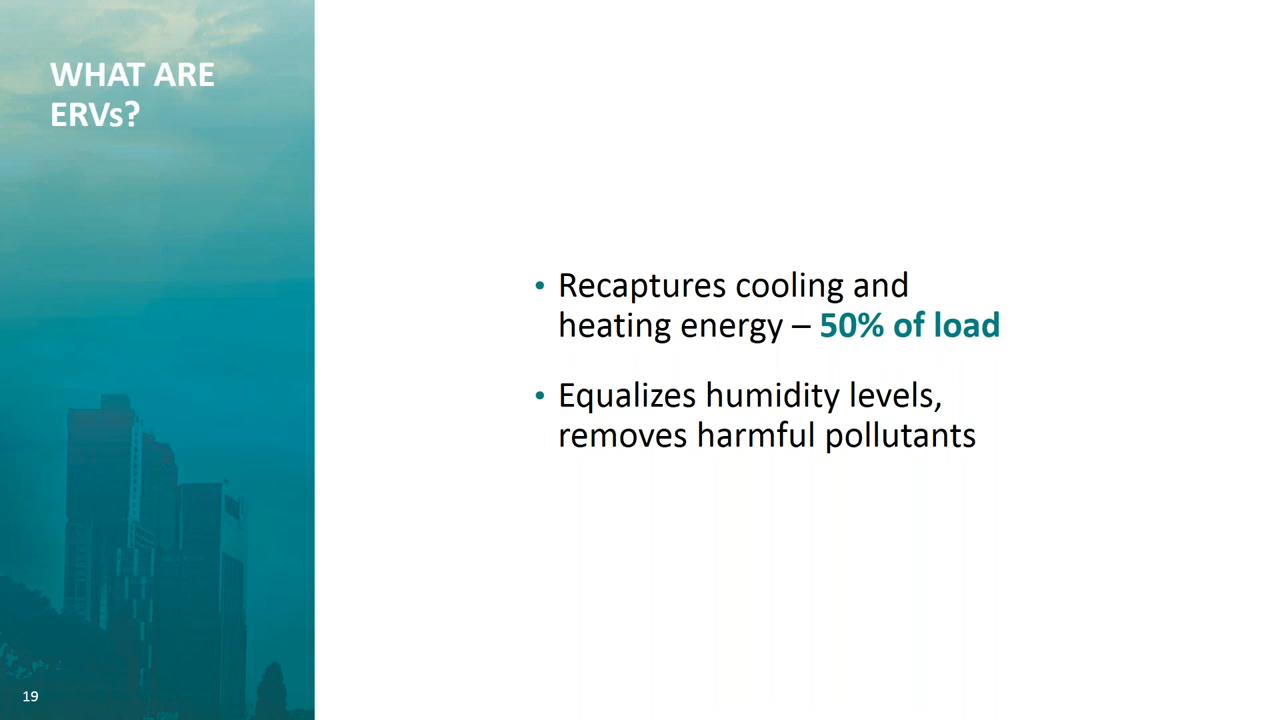 WHAT ARE
ERVs?
• Recaptures cooling and
heating energy – 50% of load
• Equalizes humidity levels,
removes harmful pollutants
19